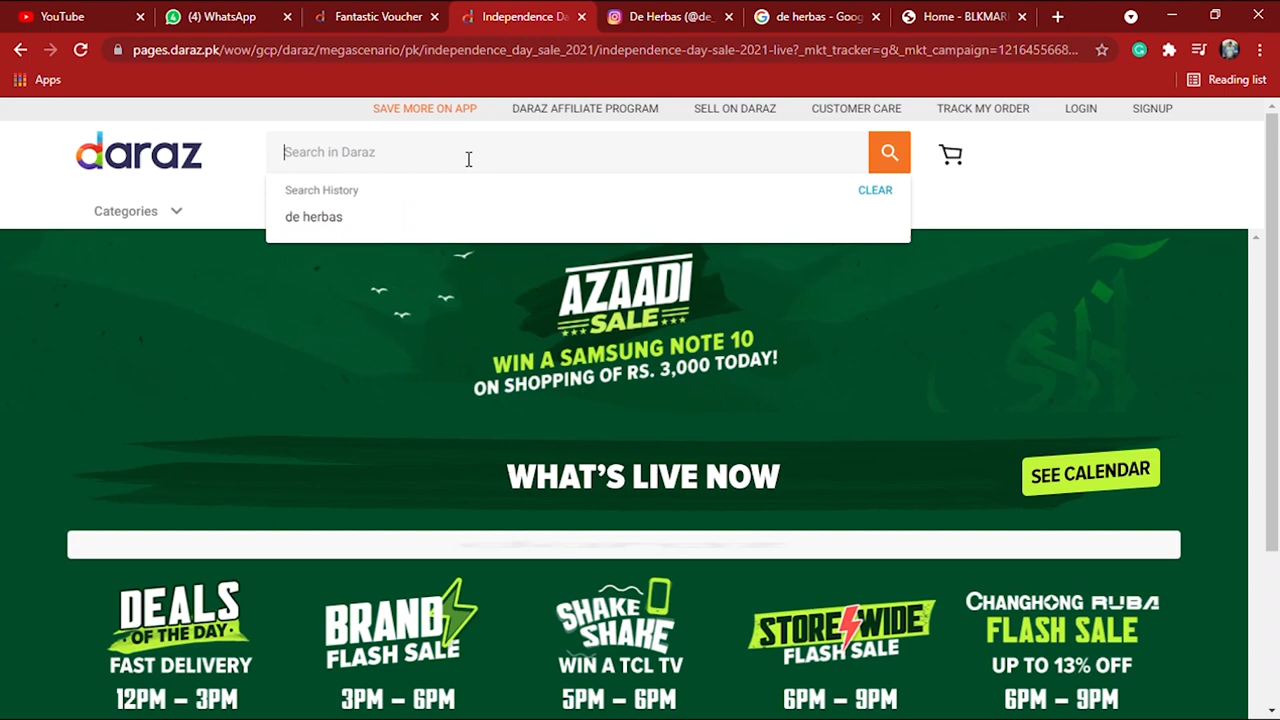 YouTube
(4) WhatsApp
Fantastic Voucher
Independence Da
De Herbas (@de_
de herbas - Goog
Home - BLKMAR
pages.daraz.pk/wow/gcp/daraz/megascenario/pk/independence_day_sale_2021/independence-day-sale-2021-live?_mkt_tracker=g&_mkt_campaign=1216455668...
Apps
Reading list
SAVE MORE ON APP
DARAZ AFFILIATE PROGRAM
SELL ON DARAZ
CUSTOMER CARE
TRACK MY ORDER
LOGIN
SIGNUP
daraz
Search in Daraz
Search History
CLEAR
de herbas
Categories
AZAADI
SALE
WIN A SAMSUNG NOTE 10
ON SHOPPING OF RS. 3,000 TODAY!
WHAT'S LIVE NOW
SEE CALENDAR
DEALS
OF THE DAY
FAST DELIVERY
12PM – 3PM
BRAND
FLASH SALE
3PM – 6PM
SHAKE
SHAKE
WIN A TCL TV
5PM – 6PM
STORE WIDE
FLASH SALE
6PM – 9PM
CHANGHONG RUBA
FLASH SALE
UP TO 13% OFF
6PM – 9PM